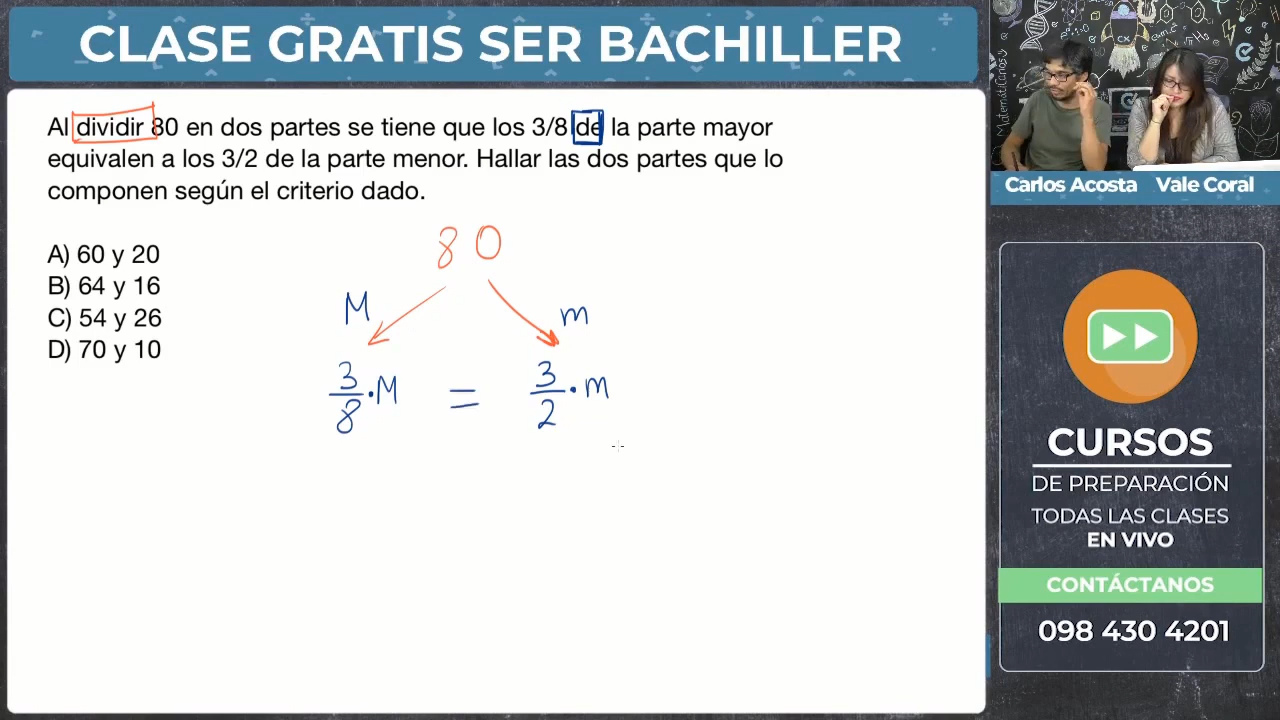 CLASE GRATIS SER BACHILLER
Al dividir 80 en dos partes se tiene que los 3/8 de la parte mayor
equivalen a los 3/2 de la parte menor. Hallar las dos partes que lo
componen según el criterio dado.
A) 60 y 20
B) 64 y 16
C) 54 y 26
D) 70 y 10
80
M
m
3/8 · M = 3/2 · m
Matemáticas
Carlos Acosta
Vale Coral
CURSOS
DE PREPARACIÓN
TODAS LAS CLASES
EN VIVO
CONTÁCTANOS
098 430 4201